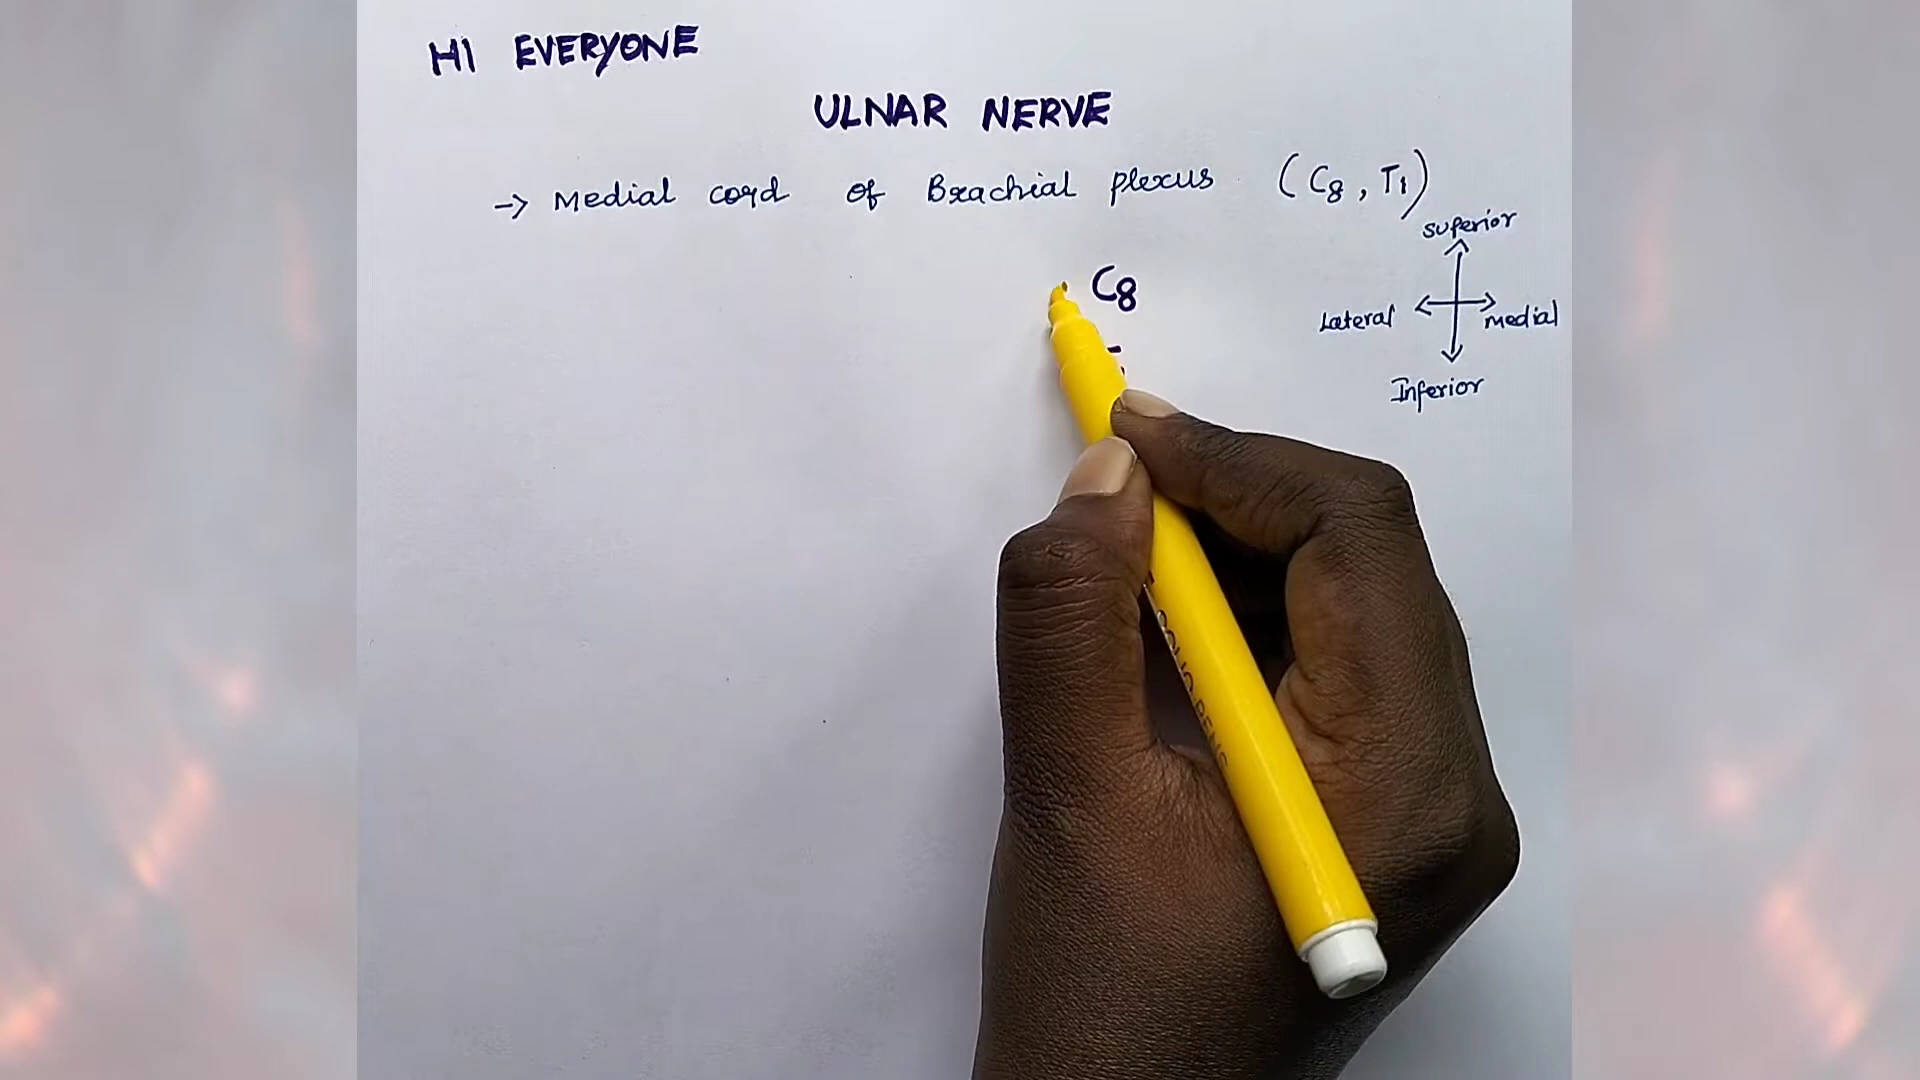 HI EVERYONE
ULNAR NERVE
→ Medial cord of Brachial plexus (C8, T1)
Superior
C8
Lateral
Medial
Inferior